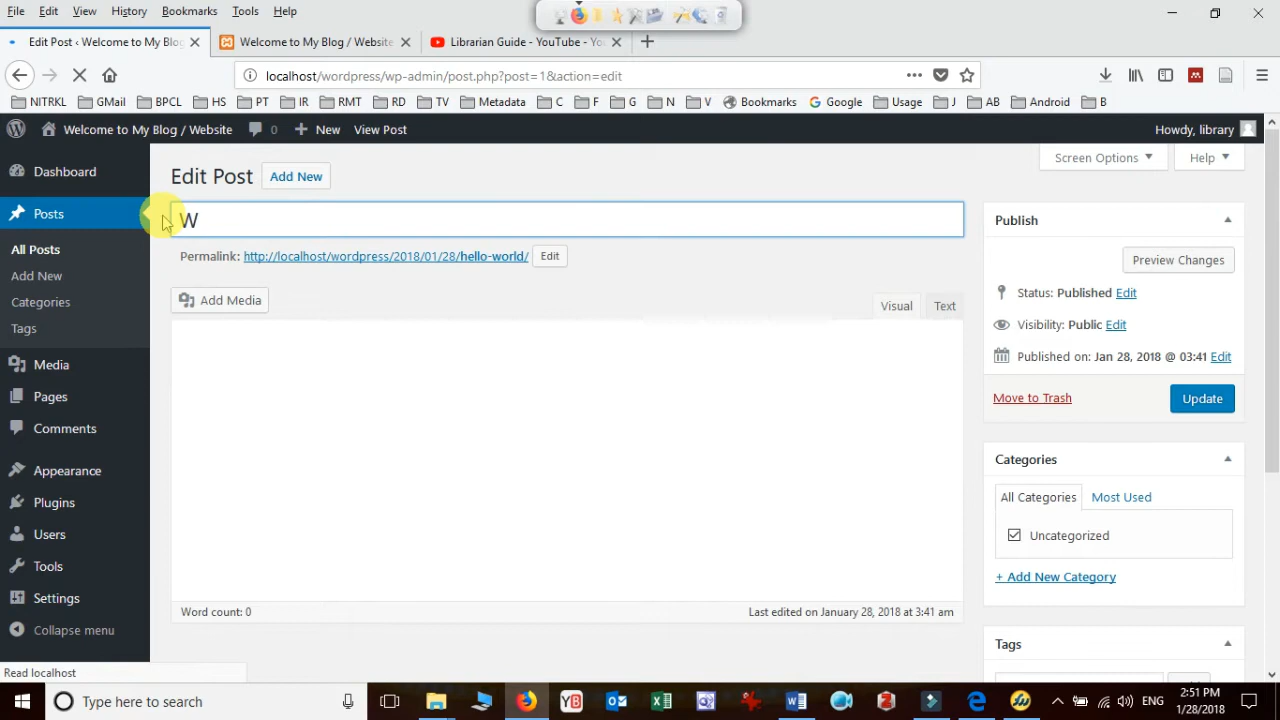 File Edit View History Bookmarks Tools Help
Edit Post ‹ Welcome to My Blog
Welcome to My Blog / Website
Librarian Guide - YouTube - Yo
localhost/wordpress/wp-admin/post.php?post=1&action=edit
NITRKL GMail BPCL HS PT IR RMT RD TV Metadata C F G N V Bookmarks Google Usage J AB Android B
Welcome to My Blog / Website 0 New View Post Howdy, library
Dashboard
Posts
All Posts
Add New
Categories
Tags
Media
Pages
Comments
Appearance
Plugins
Users
Tools
Settings
Collapse menu
Screen Options Help
Edit Post Add New
W
Permalink: http://localhost/wordpress/2018/01/28/hello-world/ Edit
Add Media
Visual Text
Word count: 0 Last edited on January 28, 2018 at 3:41 am
Publish
Preview Changes
Status: Published Edit
Visibility: Public Edit
Published on: Jan 28, 2018 @ 03:41 Edit
Move to Trash Update
Categories
All Categories Most Used
Uncategorized
+ Add New Category
Tags
Read localhost
Type here to search
ENG
2:51 PM
1/28/2018